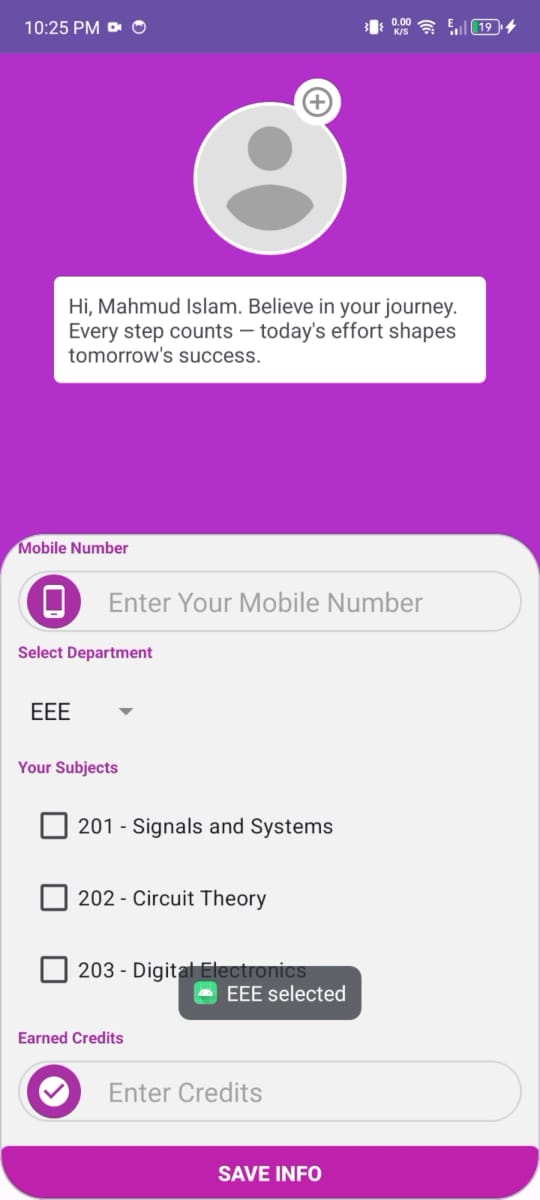 10:25 PM
0.00
K/S
E
19
Hi, Mahmud Islam. Believe in your journey.
Every step counts — today's effort shapes
tomorrow's success.
Mobile Number
Enter Your Mobile Number
Select Department
EEE
Your Subjects
201 - Signals and Systems
202 - Circuit Theory
203 - Digital Electronics
EEE selected
Earned Credits
Enter Credits
SAVE INFO